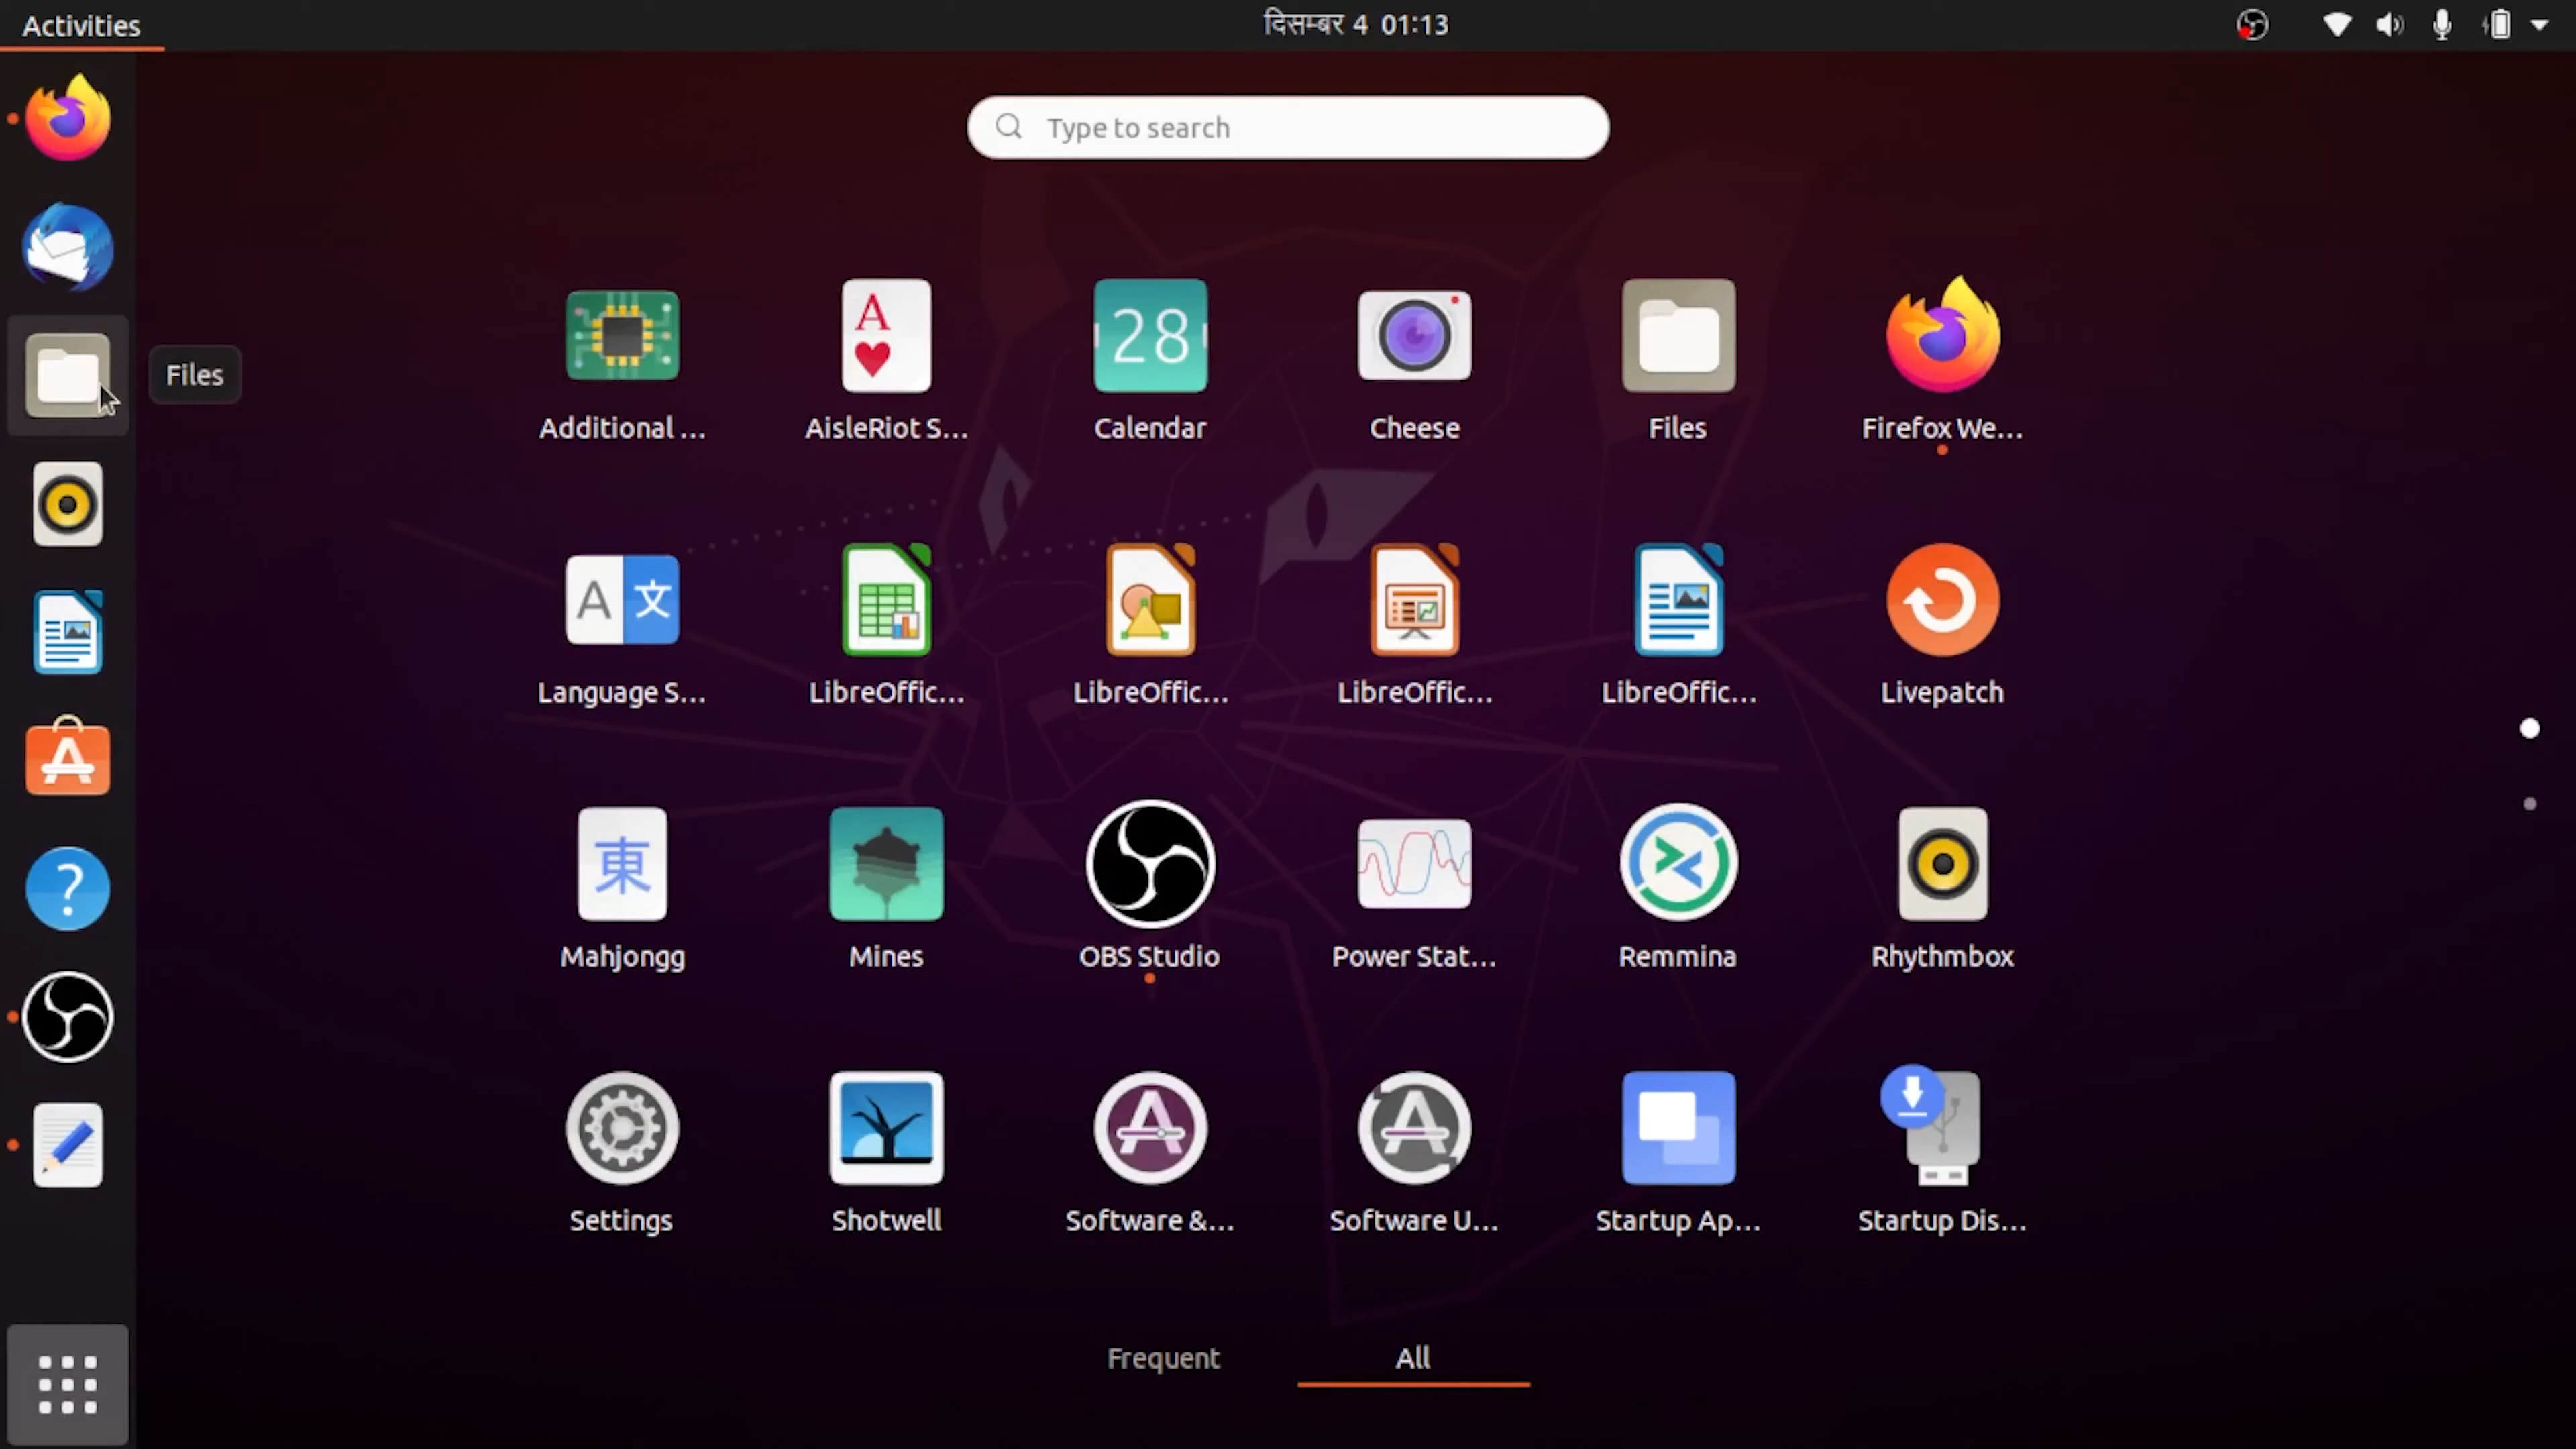 Activities
दिसम्बर 4 01:13
Type to search
Files
Additional ...
AisleRiot S...
28
Calendar
Cheese
Files
Firefox We...
A 文
Language S...
LibreOffic...
LibreOffic...
LibreOffic...
LibreOffic...
Livepatch
東
Mahjongg
Mines
OBS Studio
Power Stat...
Remmina
Rhythmbox
Settings
Shotwell
Software &...
Software U...
Startup Ap...
Startup Dis...
Frequent
All